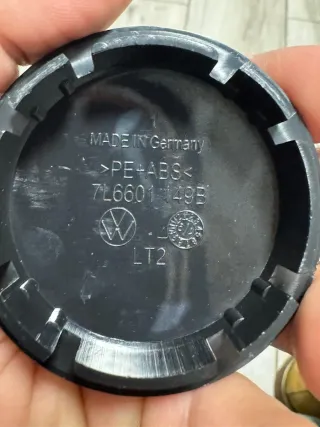 MADE IN Germany
>PE+ABS<
7L6601149B
LT2